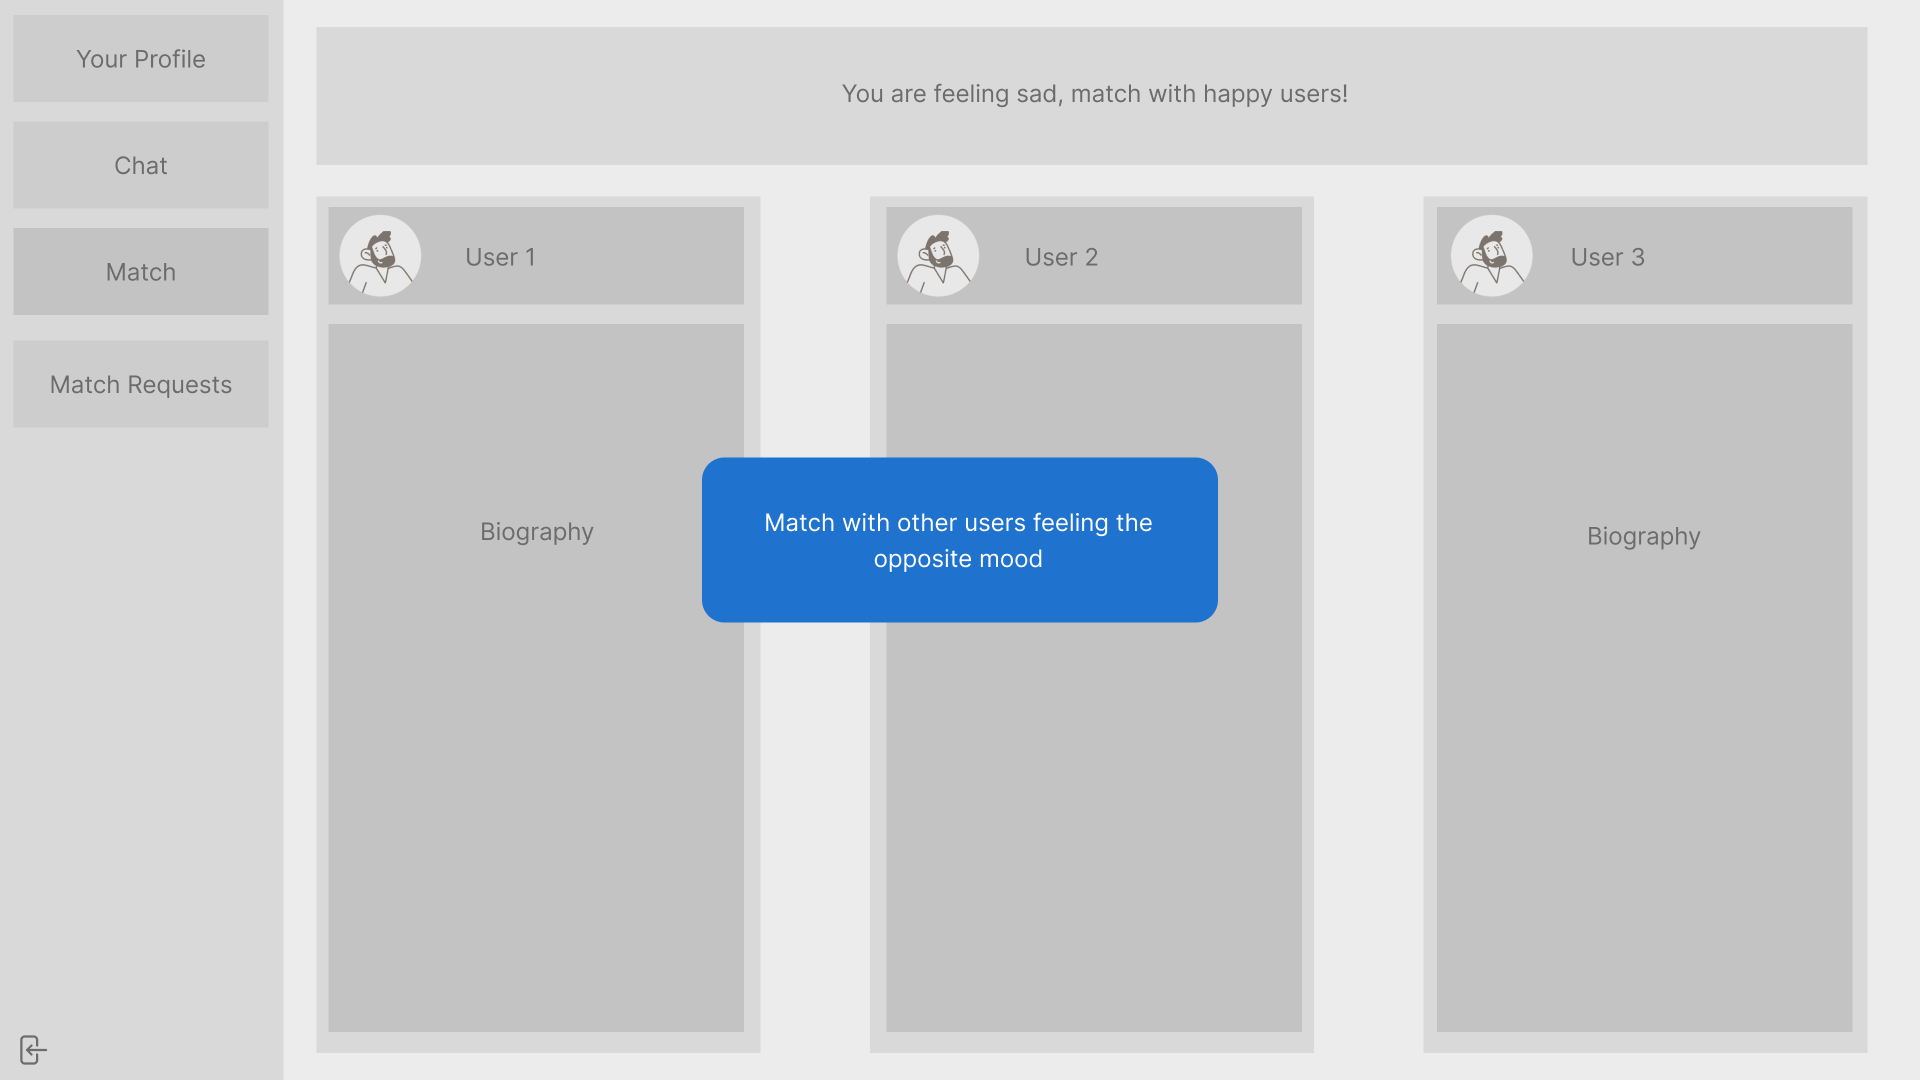 Your Profile
Chat
Match
Match Requests
You are feeling sad, match with happy users!
User 1
User 2
User 3
Biography
Match with other users feeling the
opposite mood
Biography